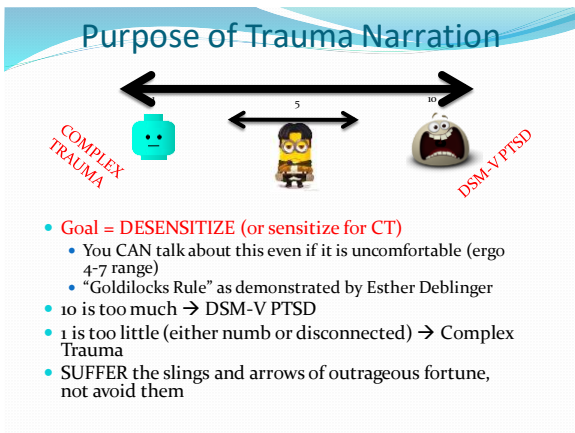 Purpose of Trauma Narration
5
10
COMPLEX
TRAUMA
DSM-V PTSD
Goal = DESENSITIZE (or sensitize for CT)
You CAN talk about this even if it is uncomfortable (ergo
4-7 range)
“Goldilocks Rule” as demonstrated by Esther Deblinger
10 is too much → DSM-V PTSD
1 is too little (either numb or disconnected) → Complex
Trauma
SUFFER the slings and arrows of outrageous fortune,
not avoid them